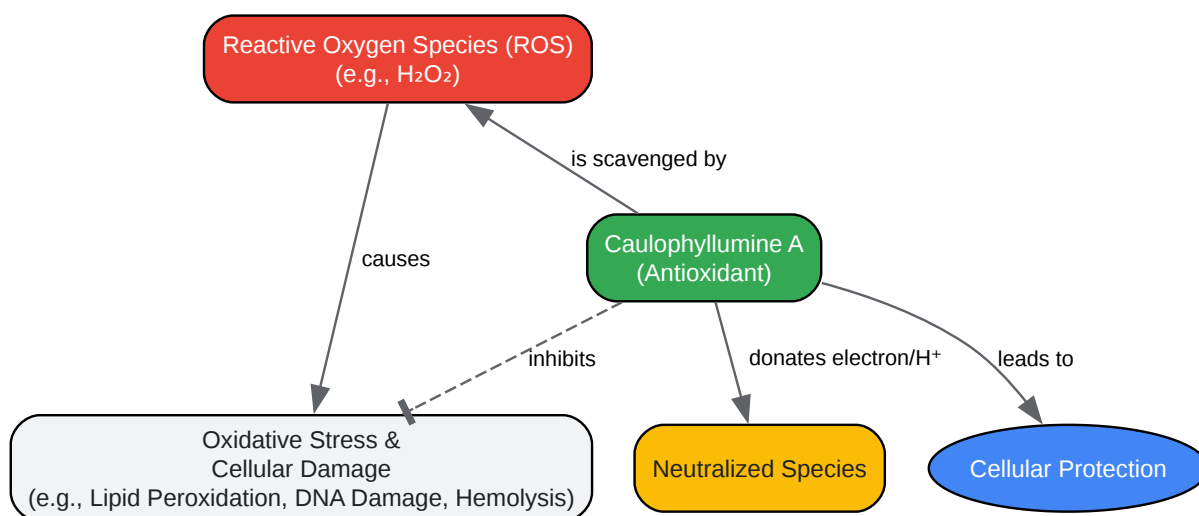 Reactive Oxygen Species (ROS)
(e.g., H₂O₂)
is scavenged by
Caulophyllumine A
(Antioxidant)
causes
inhibits
donates electron/H⁺
leads to
Oxidative Stress &
Cellular Damage
(e.g., Lipid Peroxidation, DNA Damage, Hemolysis)
Neutralized Species
Cellular Protection